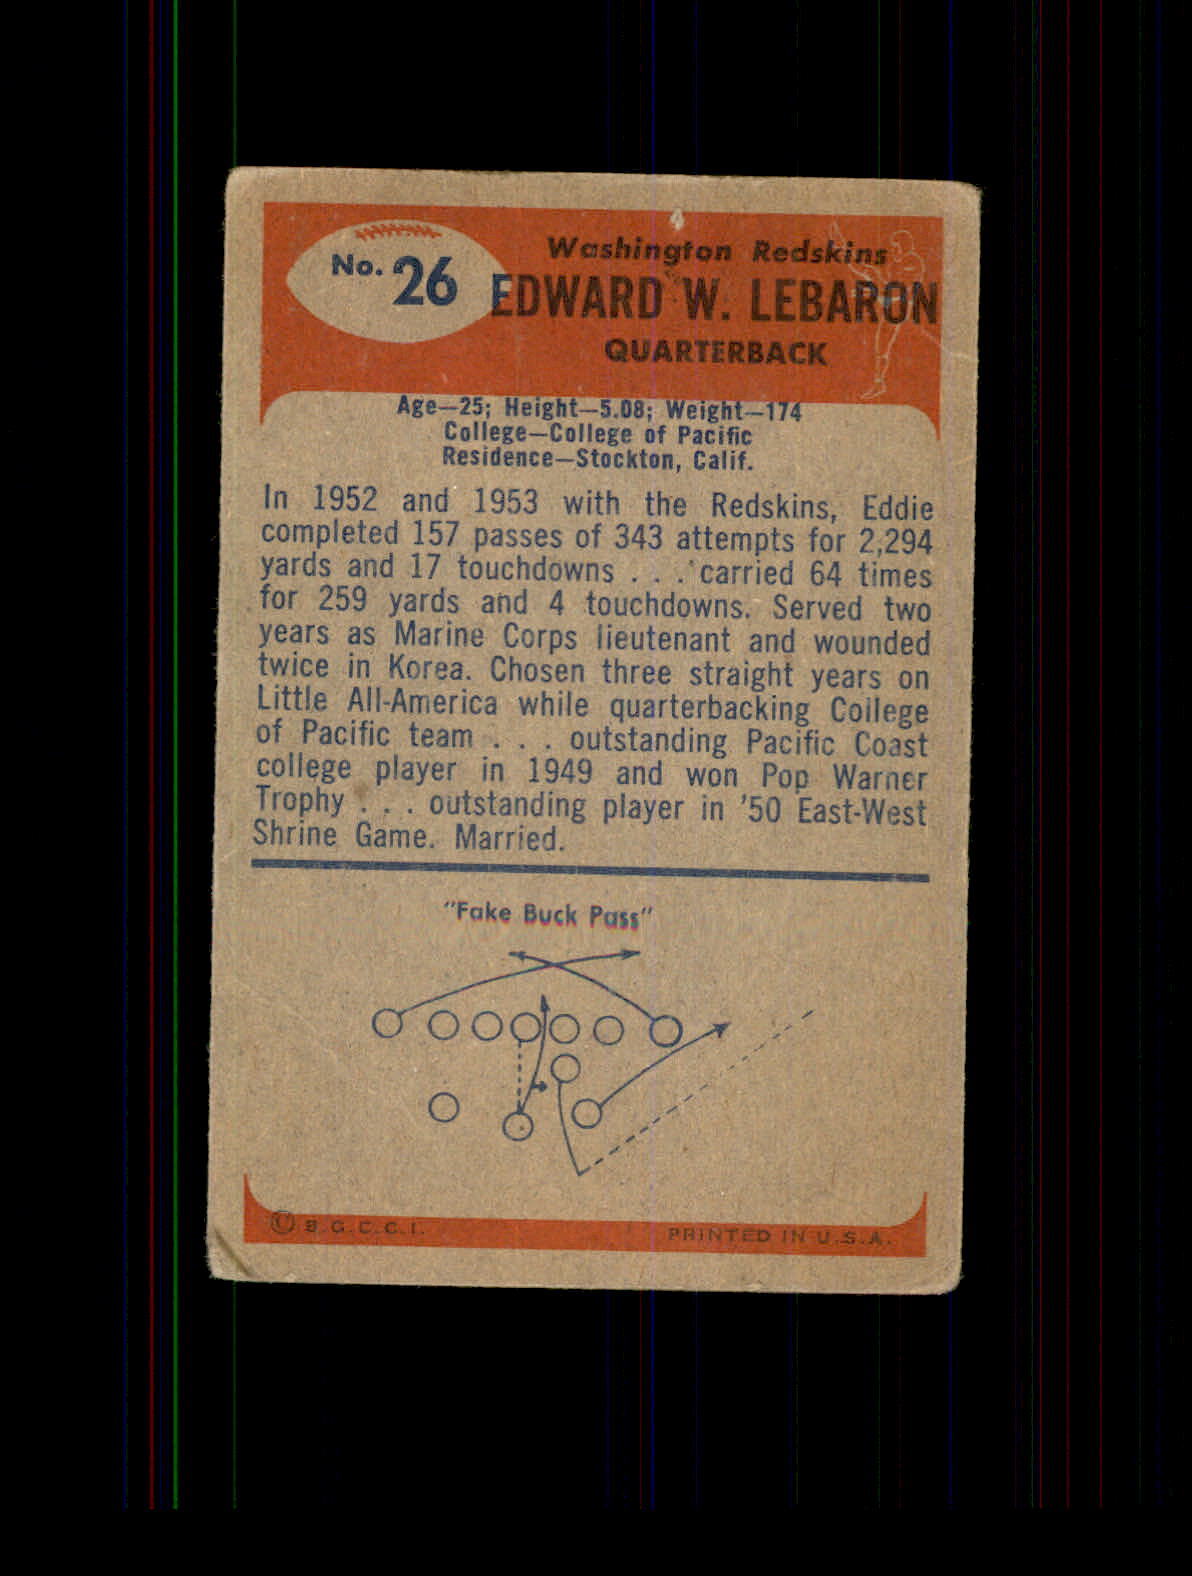 No. 26
Washington Redskins
EDWARD W. LEBARON
QUARTERBACK
Age—25; Height—5.08; Weight—174
College—College of Pacific
Residence—Stockton, Calif.
In 1952 and 1953 with the Redskins, Eddie
completed 157 passes of 343 attempts for 2,294
yards and 17 touchdowns . . . carried 64 times
for 259 yards and 4 touchdowns. Served two
years as Marine Corps lieutenant and wounded
twice in Korea. Chosen three straight years on
Little All-America while quarterbacking College
of Pacific team . . . outstanding Pacific Coast
college player in 1949 and won Pop Warner
Trophy . . . outstanding player in '50 East-West
Shrine Game. Married.
"Fake Buck Pass"
© B.G.C.C.I.
PRINTED IN U.S.A.